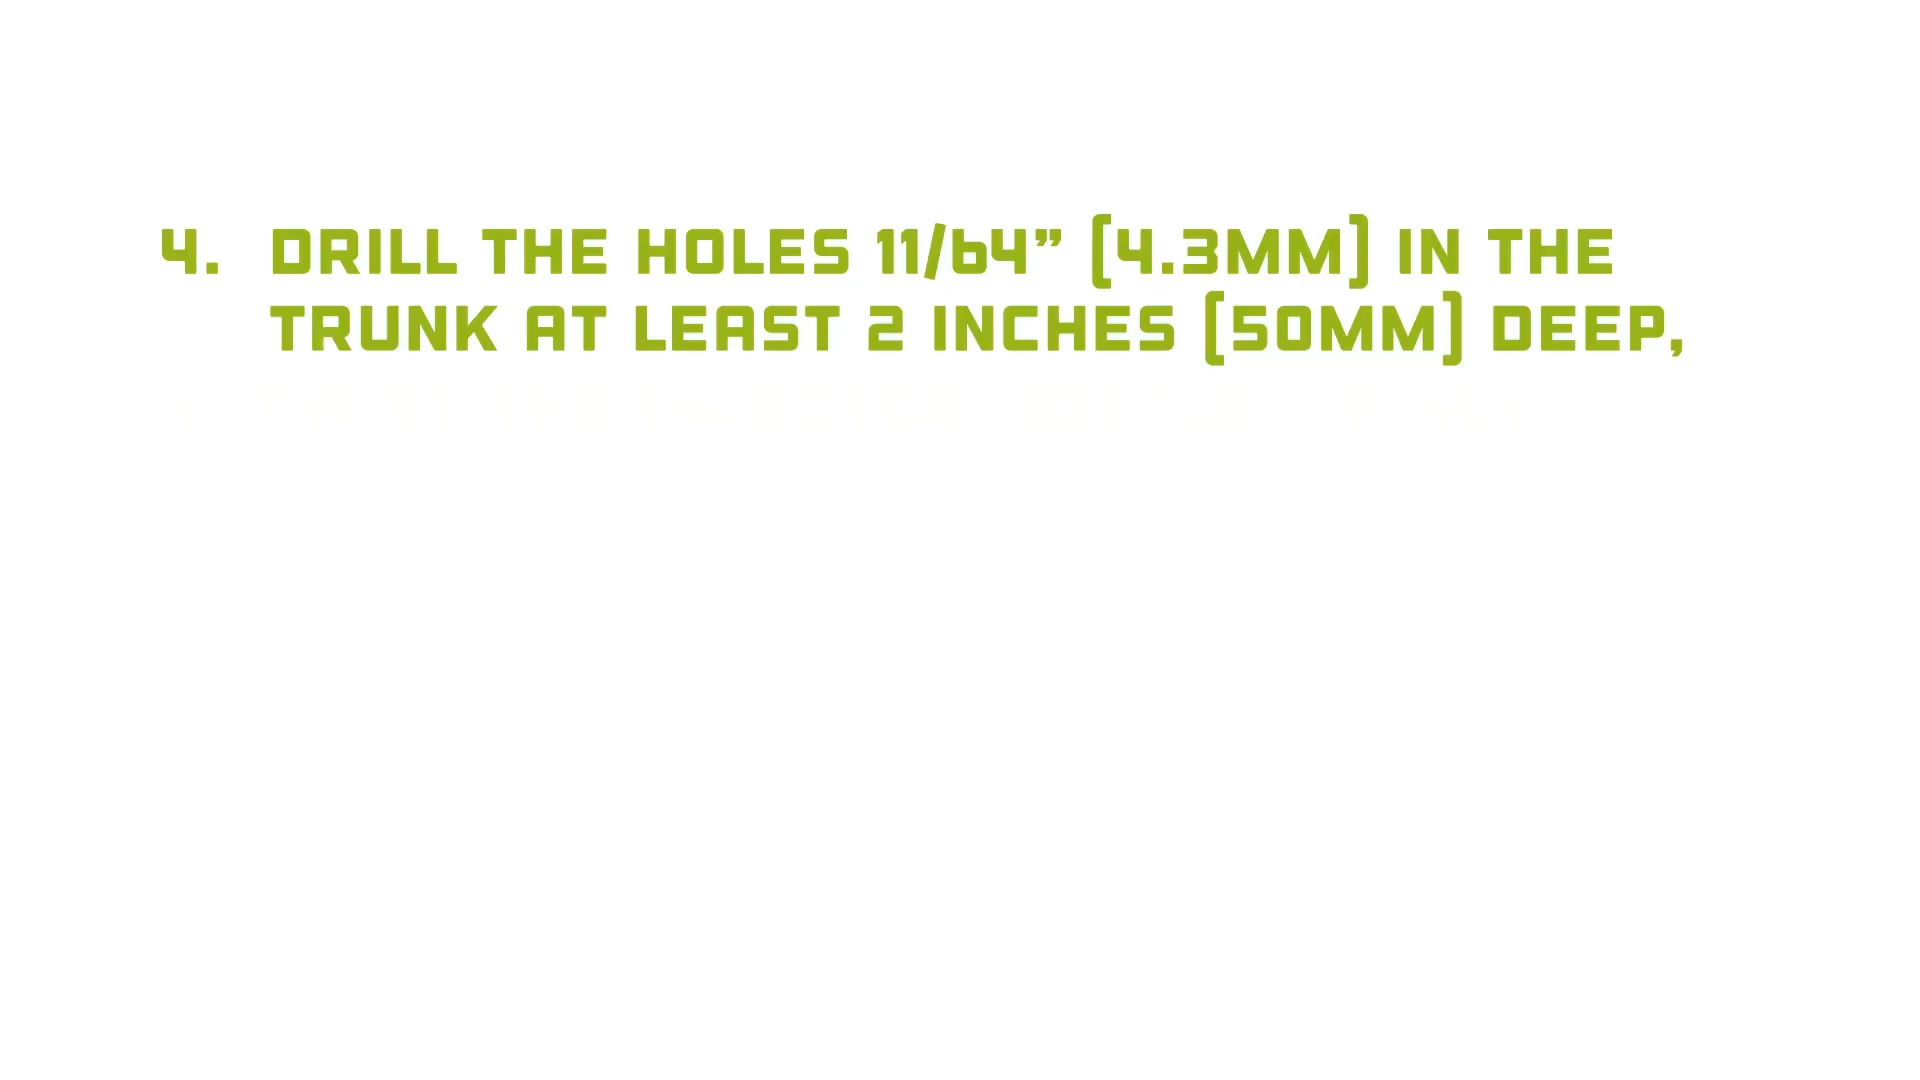 4. DRILL THE HOLES 11/64” [4.3MM] IN THE
TRUNK AT LEAST 2 INCHES [50MM] DEEP,